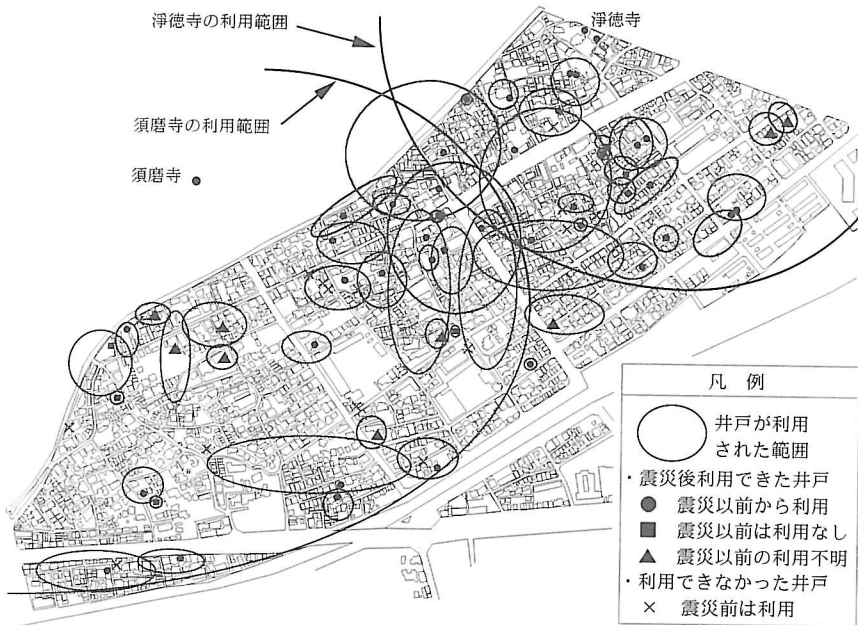 淨徳寺の利用範囲
淨徳寺
須磨寺の利用範囲
須磨寺
凡 例
井戸が利用
された範囲
・震災後利用できた井戸
震災以前から利用
震災以前は利用なし
震災以前の利用不明
・利用できなかった井戸
× 震災前は利用